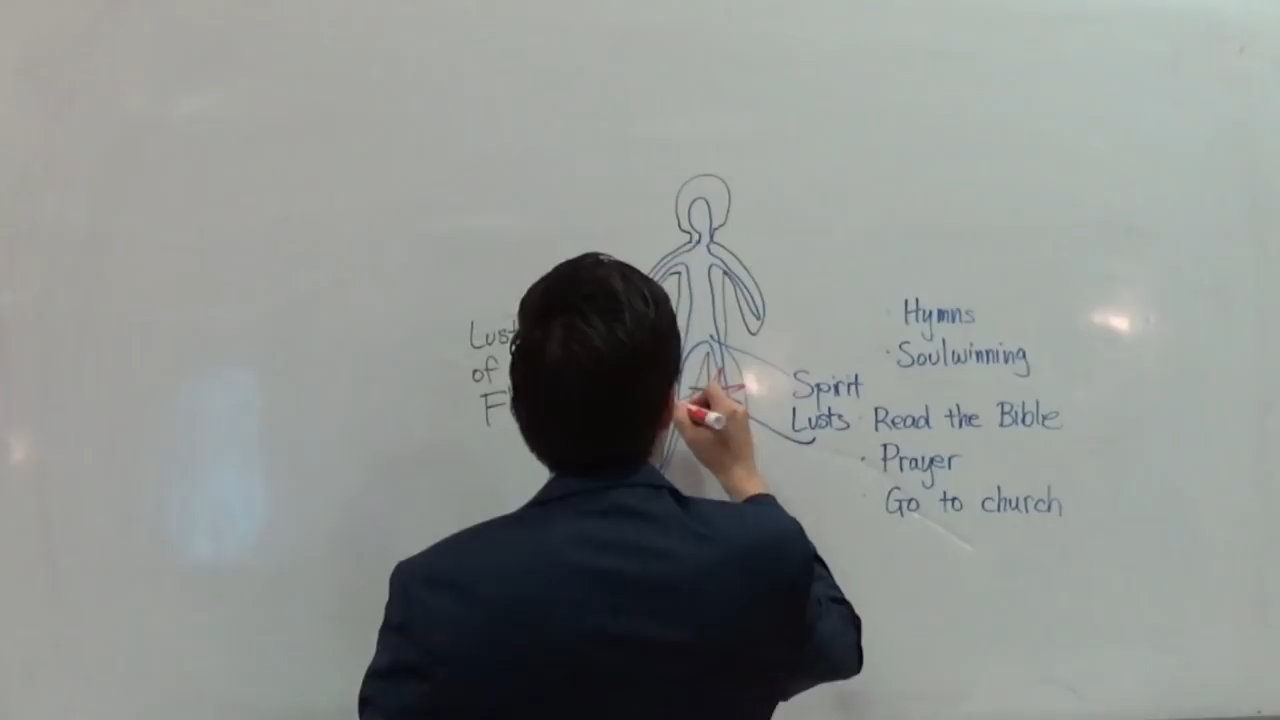 Lust
of
F
· Hymns
· Soulwinning
Spirit
Lusts · Read the Bible
· Prayer
· Go to church